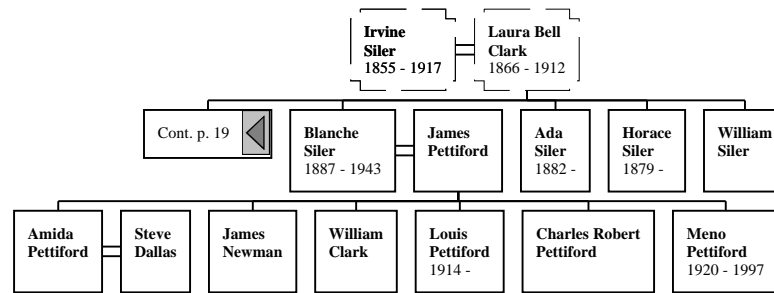 Irvine
Siler
1855 - 1917
Laura Bell
Clark
1866 - 1912
Cont. p. 19
Blanche
Siler
1887 - 1943
James
Pettiford
Ada
Siler
1882 -
Horace
Siler
1879 -
William
Siler
Amida
Pettiford
Steve
Dallas
James
Newman
William
Clark
Louis
Pettiford
1914 -
Charles Robert
Pettiford
Meno
Pettiford
1920 - 1997